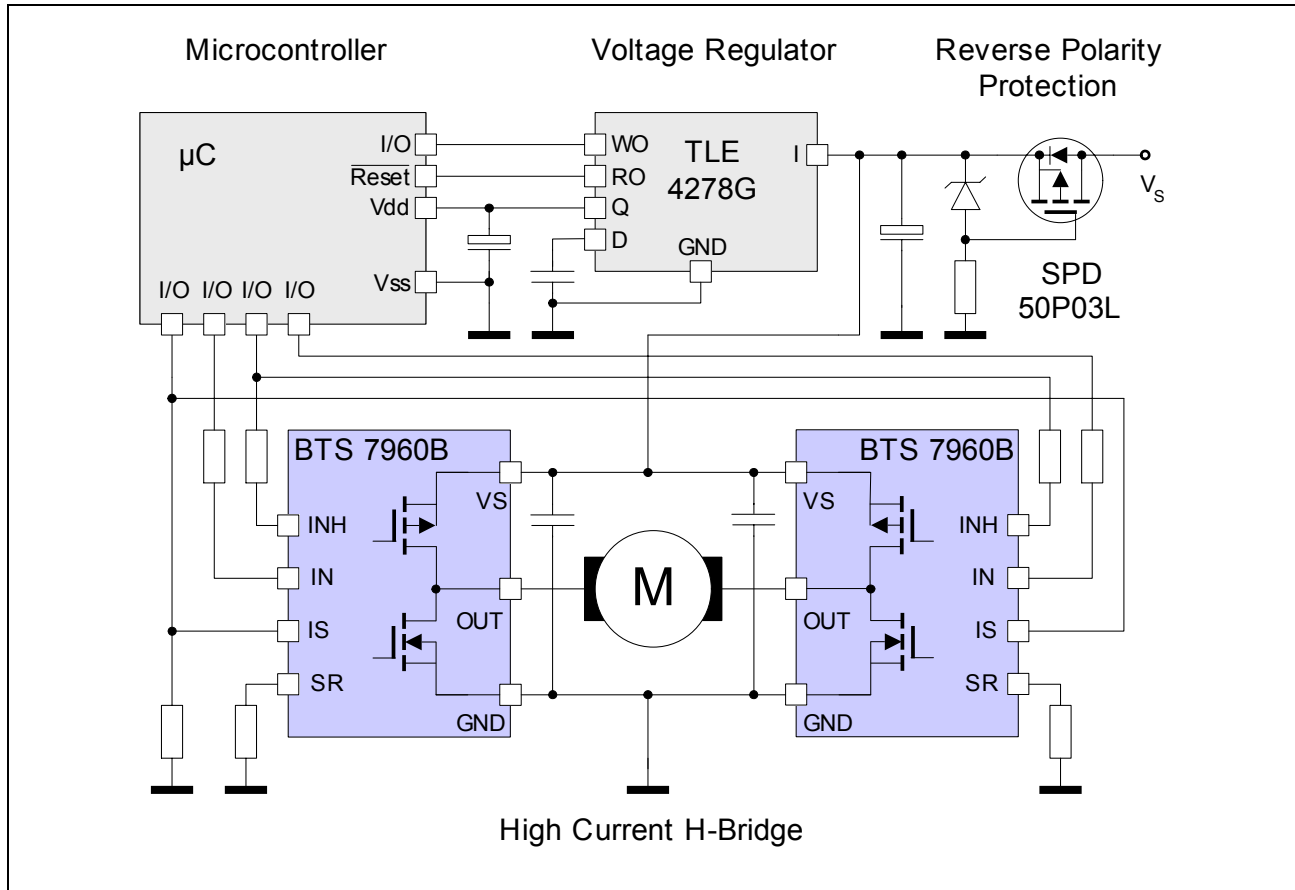 Microcontroller
Voltage Regulator
Reverse Polarity
Protection
µC
I/O
Reset
Vdd
Vss
I/O I/O I/O I/O
WO
RO
Q
D
TLE
4278G
I
GND
V_S
SPD
50P03L
BTS 7960B
VS
INH
IN
IS
SR
OUT
GND
M
BTS 7960B
VS
INH
IN
OUT
IS
SR
GND
High Current H-Bridge